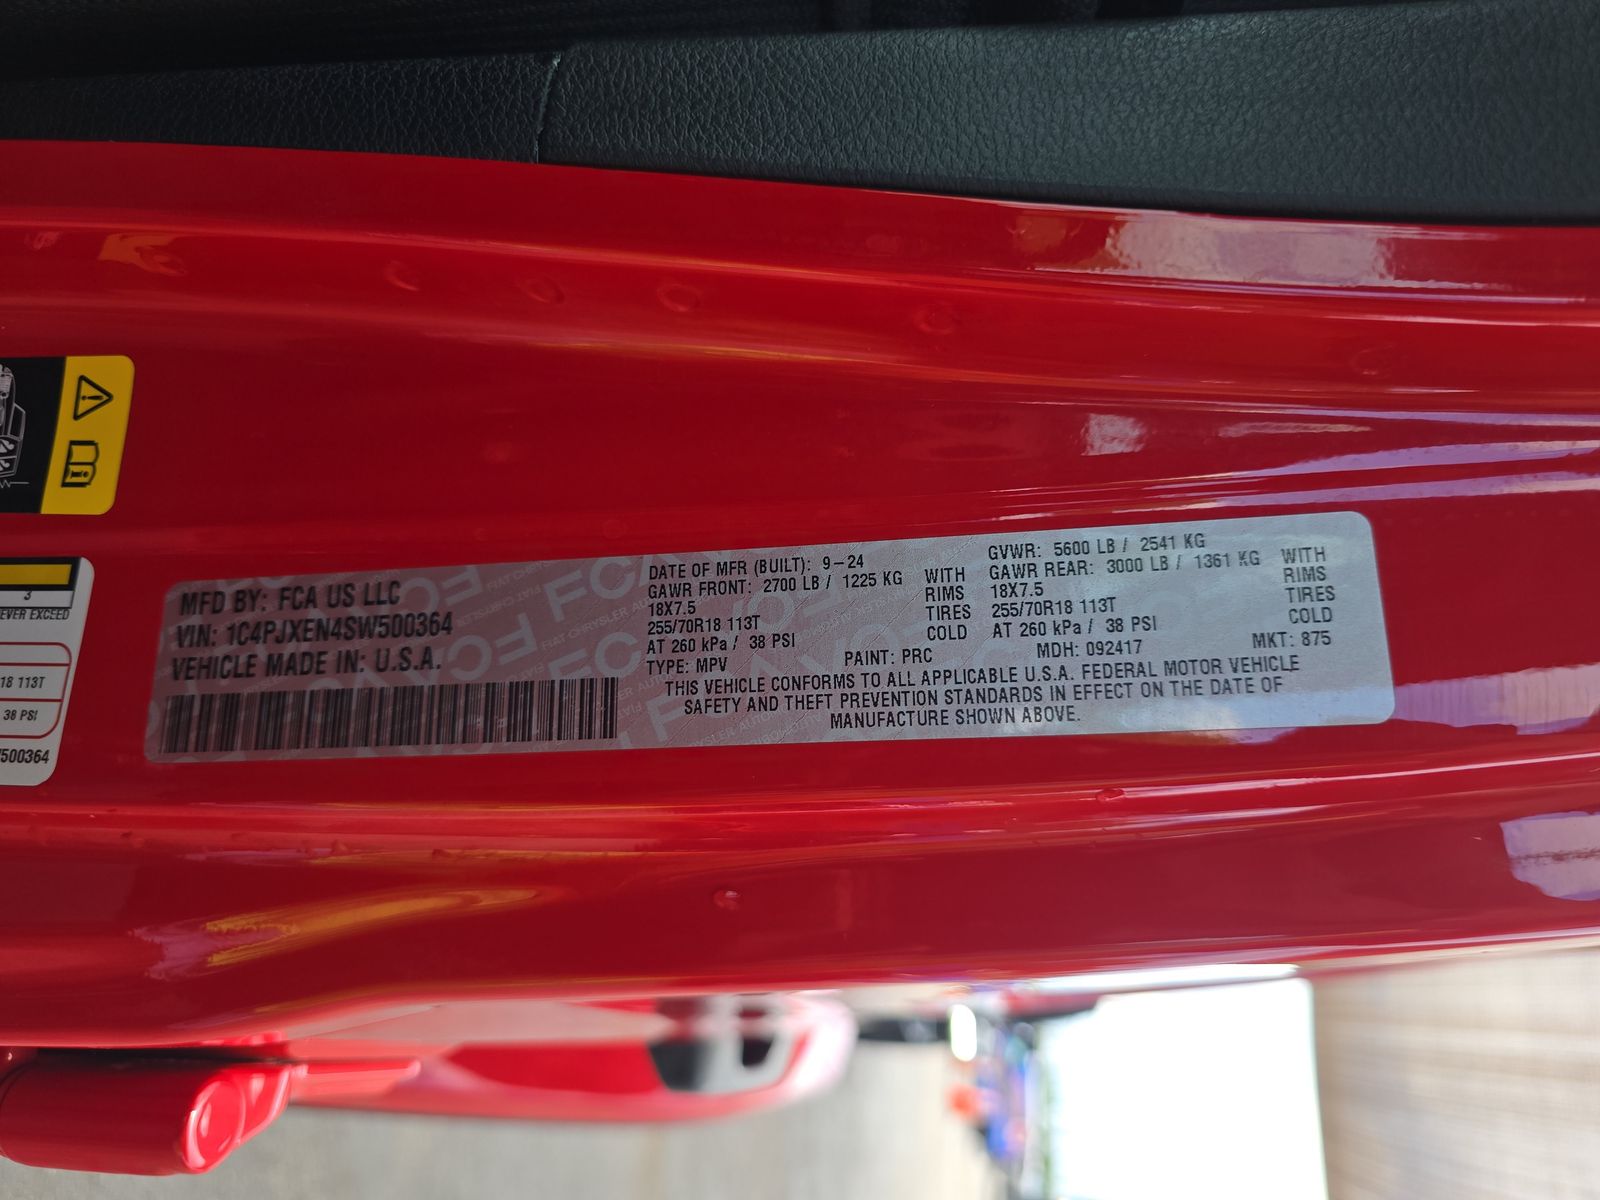 3
EVER EXCEED
18 113T
38 PSI
500364
MFD BY: FCA US LLC
VIN: 1C4PJXEN4SW500364
VEHICLE MADE IN: U.S.A.
DATE OF MFR (BUILT): 9-24
GAWR FRONT: 2700 LB / 1225 KG WITH
18X7.5 RIMS
255/70R18 113T TIRES
AT 260 kPa / 38 PSI COLD
TYPE: MPV PAINT: PRC
GVWR: 5600 LB / 2541 KG
GAWR REAR: 3000 LB / 1361 KG WITH
18X7.5 RIMS
255/70R18 113T TIRES
AT 260 kPa / 38 PSI COLD
MDH: 092417 MKT: 875
THIS VEHICLE CONFORMS TO ALL APPLICABLE U.S.A. FEDERAL MOTOR VEHICLE
SAFETY AND THEFT PREVENTION STANDARDS IN EFFECT ON THE DATE OF
MANUFACTURE SHOWN ABOVE.